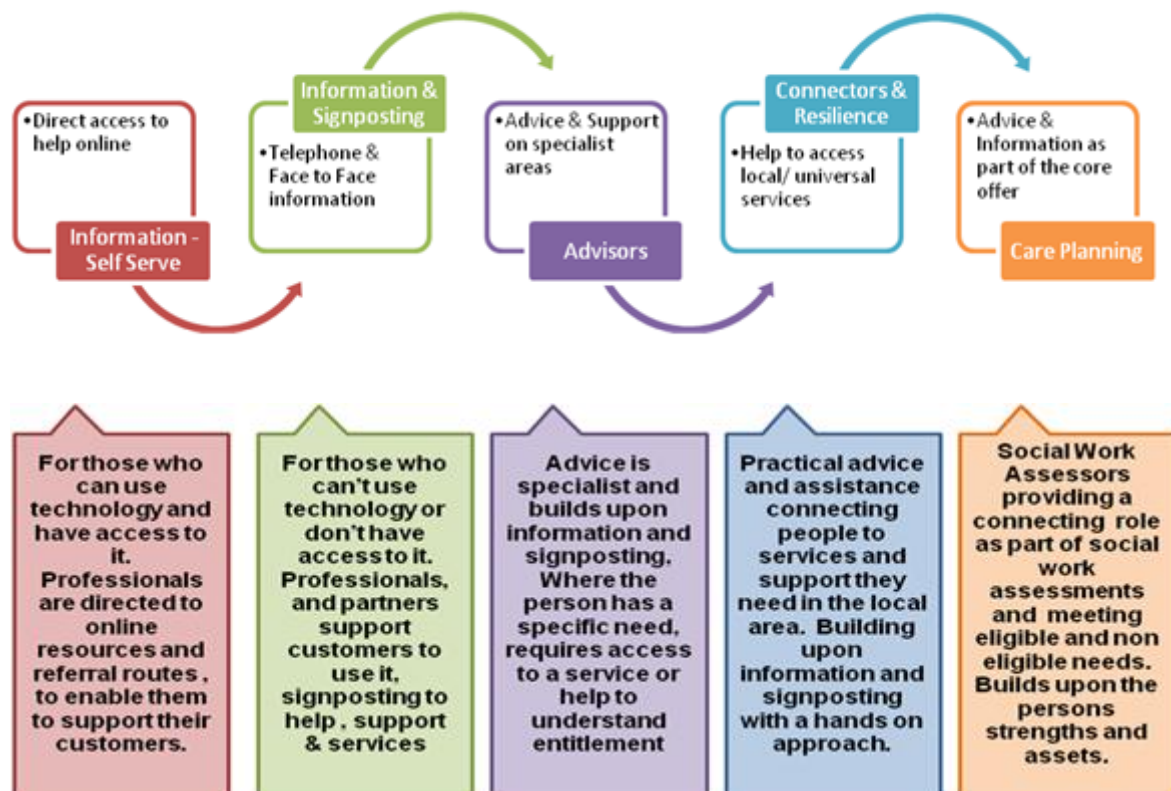 •Direct access to
help online
Information -
Self Serve
Information &
Signposting
•Telephone &
Face to Face
information
•Advice & Support
on specialist
areas
Advisors
Connectors &
Resilience
•Help to access
local/ universal
services
•Advice &
Information as
part of the core
offer
Care Planning
For those who
can use
technology and
have access to
it.
Professionals
are directed to
online
resources and
referral routes ,
to enable them
to support their
customers.
For those who
can't use
technology or
don't have
access to it.
Professionals,
and partners
support
customers to
use it,
signposting to
help , support
& services
Advice is
specialist and
builds upon
information and
signposting.
Where the
person has a
specific need,
requires access
to a service or
help to
understand
entitlement
Practical advice
and assistance
connecting
people to
services and
support they
need in the local
area. Building
upon
information and
signposting
with a hands on
approach.
Social Work
Assessors
providing a
connecting role
as part of social
work
assessments
and meeting
eligible and non
eligible needs.
Builds upon the
persons
strengths and
assets.